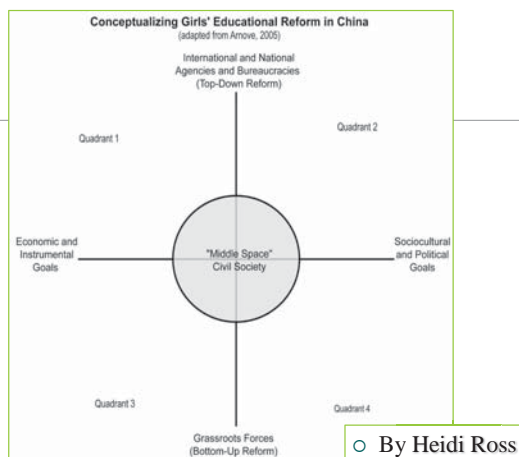 Conceptualizing Girls' Educational Reform in China
(adapted from Arnove, 2005)
International and National
Agencies and Bureaucracies
(Top-Down Reform)
Quadrant 1
Quadrant 2
Economic and
Instrumental
Goals
"Middle Space"
Civil Society
Sociocultural
and Political
Goals
Quadrant 3
Quadrant 4
Grassroots Forces
(Bottom-Up Reform)
By Heidi Ross